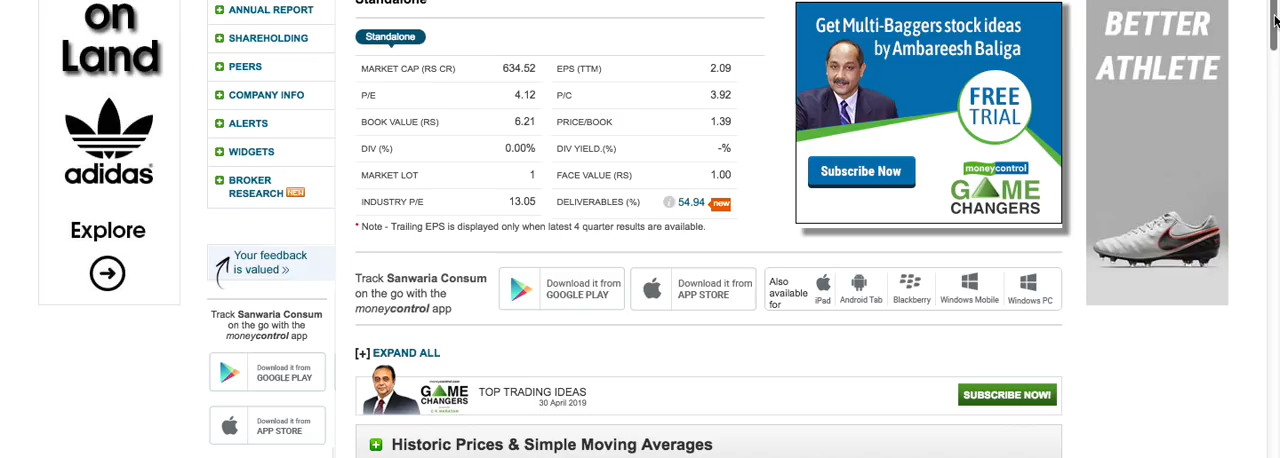 on
Land
adidas
Explore
ANNUAL REPORT
SHAREHOLDING
PEERS
COMPANY INFO
ALERTS
WIDGETS
BROKER
RESEARCH NEW
Your feedback
is valued »
Track Sanwaria Consum
on the go with the
moneycontrol app
Download it from
GOOGLE PLAY
Download it from
APP STORE
Standalone
Standalone
MARKET CAP (RS CR) 634.52 EPS (TTM) 2.09
P/E 4.12 P/C 3.92
BOOK VALUE (RS) 6.21 PRICE/BOOK 1.39
DIV (%) 0.00% DIV YIELD.(%) -%
MARKET LOT 1 FACE VALUE (RS) 1.00
INDUSTRY P/E 13.05 DELIVERABLES (%) i 54.94 new
* Note - Trailing EPS is displayed only when latest 4 quarter results are available.
Track Sanwaria Consum
on the go with the
moneycontrol app
Download it from
GOOGLE PLAY
Download it from
APP STORE
Also
available
for
iPad
Android Tab
Blackberry
Windows Mobile
Windows PC
[+] EXPAND ALL
GAME
CHANGERS
TOP TRADING IDEAS
30 April 2019
SUBSCRIBE NOW!
Historic Prices & Simple Moving Averages
Get Multi-Baggers stock ideas
by Ambareesh Baliga
FREE
TRIAL
Subscribe Now
moneycontrol
GAME
CHANGERS
BETTER
ATHLETE